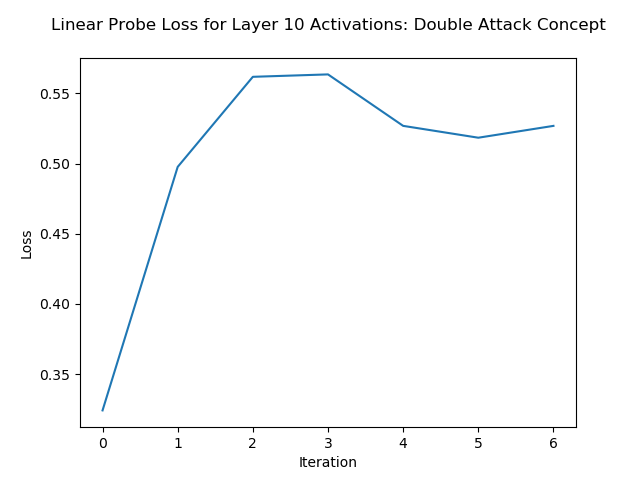 Linear Probe Loss for Layer 10 Activations: Double Attack Concept
0.55
0.50
0.45
0.40
0.35
Loss
0 1 2 3 4 5 6
Iteration